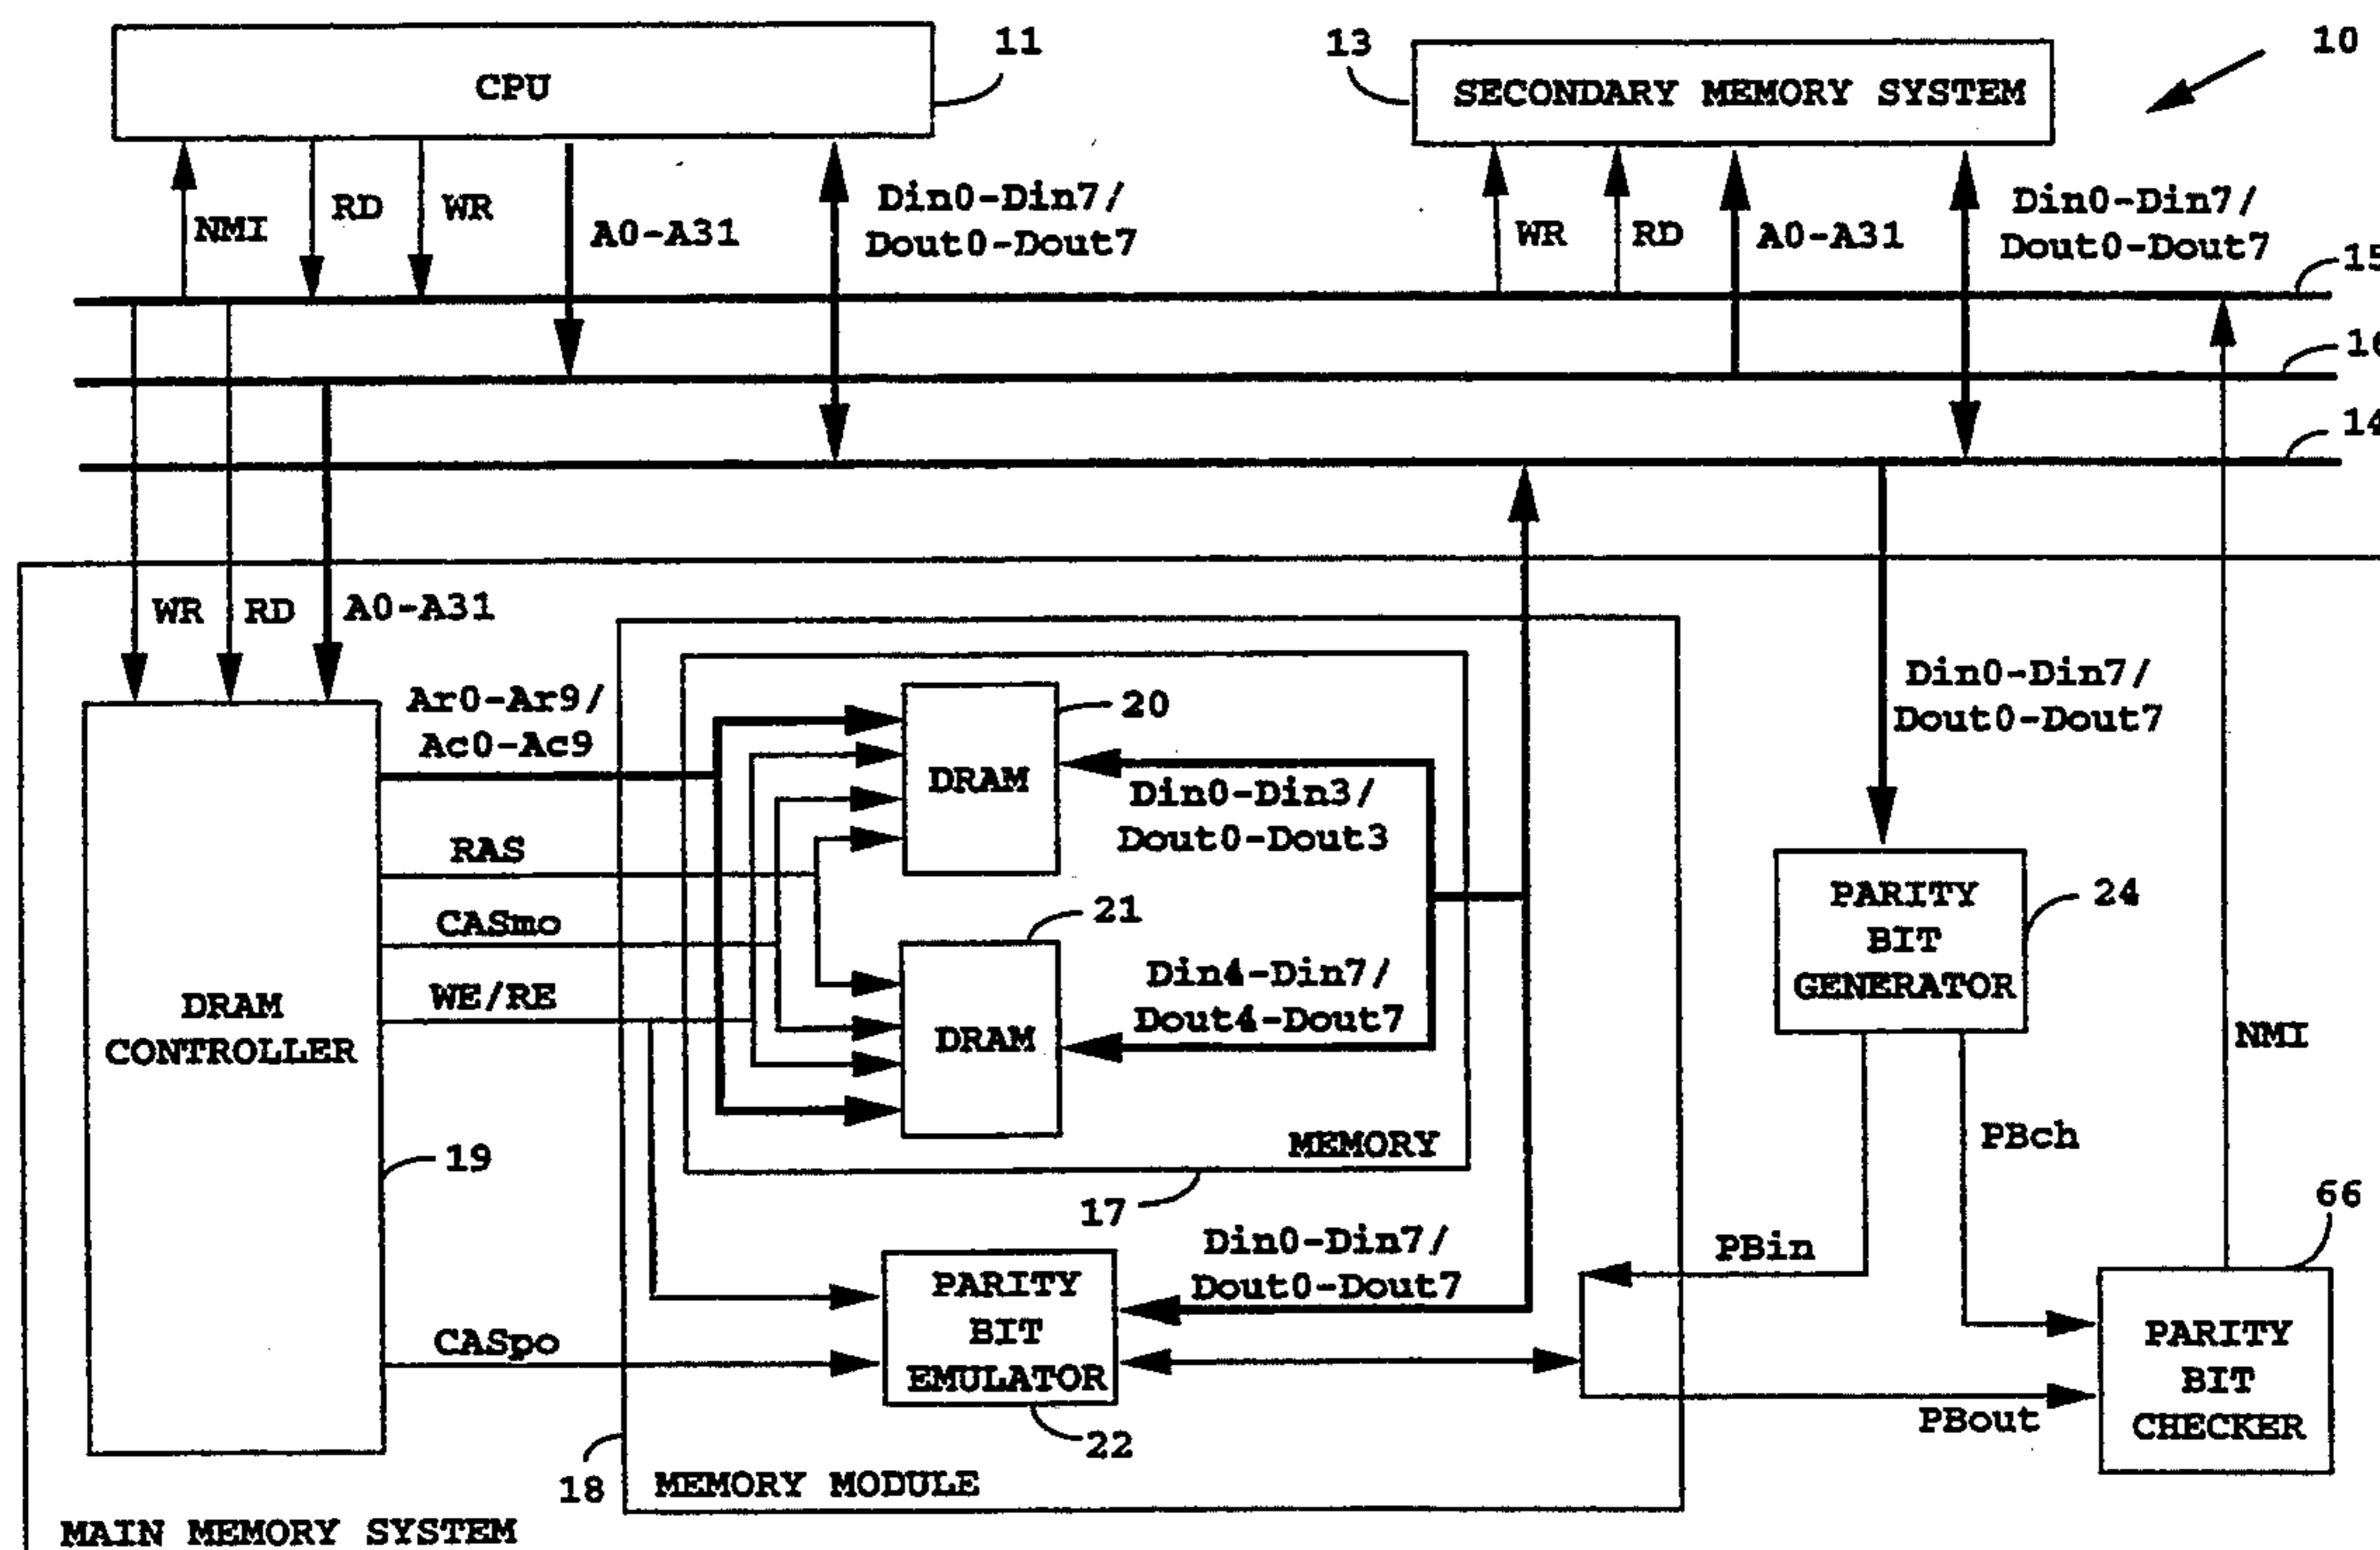 11
13
10
CPU
SECONDARY MEMORY SYSTEM
NMI
RD
WR
A0-A31
Din0-Din7/
Dout0-Dout7
WR
RD
A0-A31
Din0-Din7/
Dout0-Dout7
15
16
14
WR
RD
A0-A31
Ar0-Ar9/
Ac0-Ac9
20
DRAM
Din0-Din3/
Dout0-Dout3
Din0-Din7/
Dout0-Dout7
RAS
CASmo
WE/RE
21
DRAM
Din4-Din7/
Dout4-Dout7
PARITY
BIT
GENERATOR
24
DRAM
CONTROLLER
NMI
MEMORY
PBch
19
17
66
Din0-Din7/
Dout0-Dout7
PBin
PARITY
BIT
EMULATOR
CASpo
PARITY
BIT
CHECKER
PBout
22
18
MEMORY MODULE
MAIN MEMORY SYSTEM